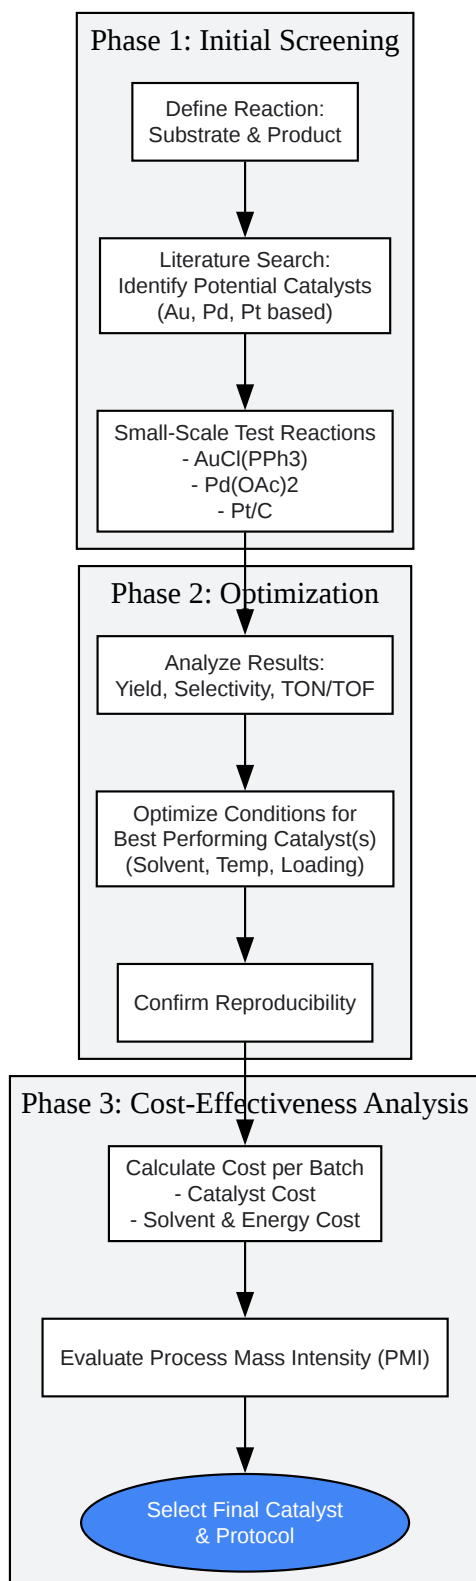 Phase 1: Initial Screening
Define Reaction:
Substrate & Product
Literature Search:
Identify Potential Catalysts
(Au, Pd, Pt based)
Small-Scale Test Reactions
- AuCl(PPh3)
- Pd(OAc)2
- Pt/C
Phase 2: Optimization
Analyze Results:
Yield, Selectivity, TON/TOF
Optimize Conditions for
Best Performing Catalyst(s)
(Solvent, Temp, Loading)
Confirm Reproducibility
Phase 3: Cost-Effectiveness Analysis
Calculate Cost per Batch
- Catalyst Cost
- Solvent & Energy Cost
Evaluate Process Mass Intensity (PMI)
Select Final Catalyst
& Protocol